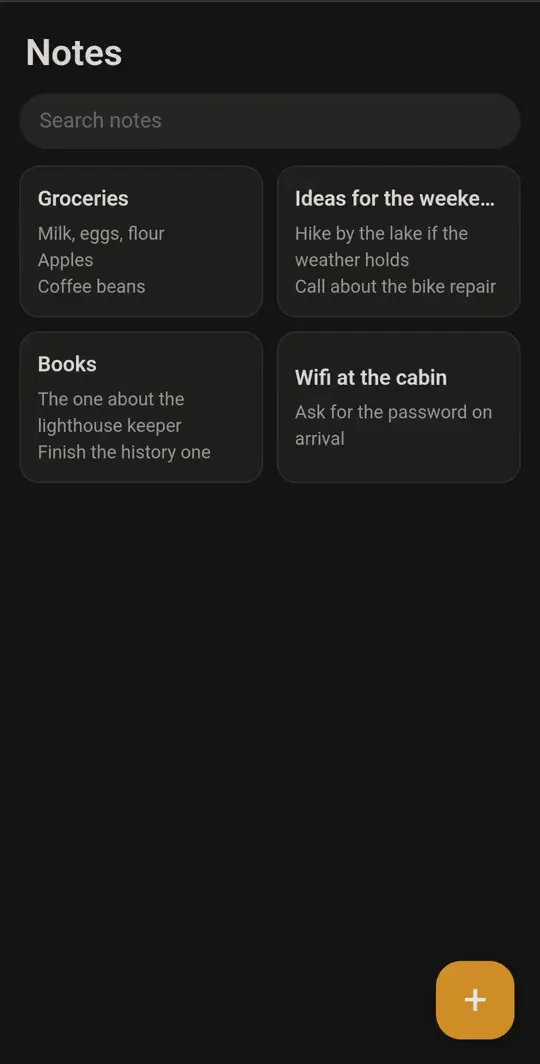 Notes
Search notes
Groceries
Milk, eggs, flour
Apples
Coffee beans
Ideas for the weeke…
Hike by the lake if the
weather holds
Call about the bike repair
Books
The one about the
lighthouse keeper
Finish the history one
Wifi at the cabin
Ask for the password on
arrival
+